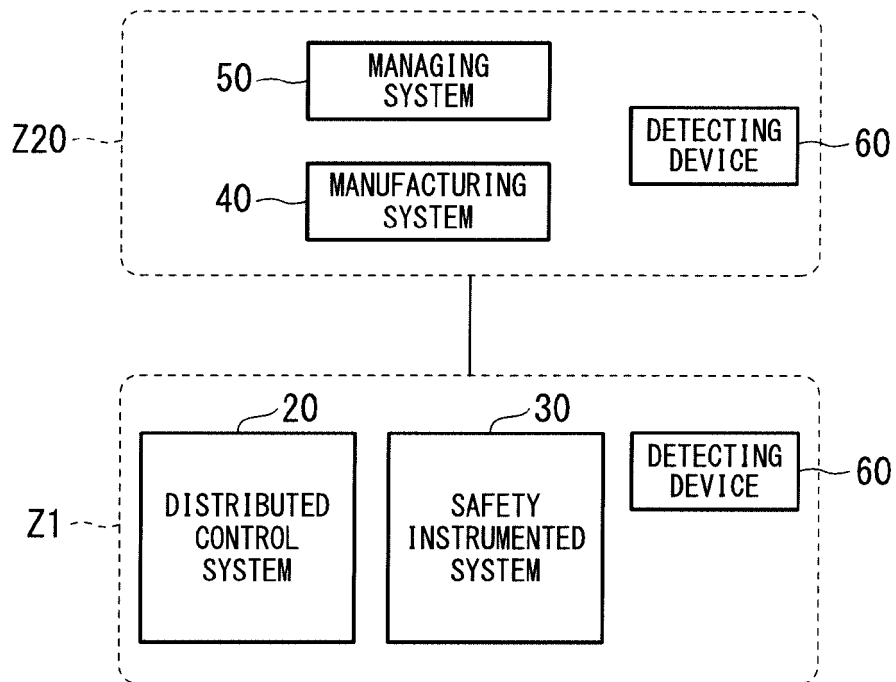 50
MANAGING
SYSTEM
Z20
DETECTING
DEVICE
60
40
MANUFACTURING
SYSTEM
20
30
Z1
DISTRIBUTED
CONTROL
SYSTEM
SAFETY
INSTRUMENTED
SYSTEM
DETECTING
DEVICE
60